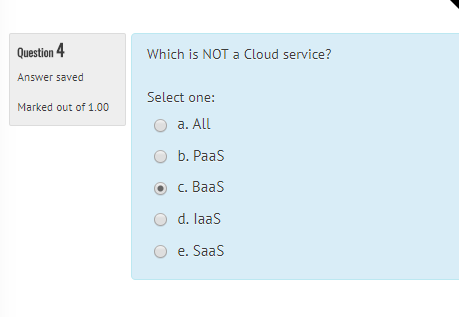 Question 4
Answer saved
Marked out of 1.00
Which is NOT a Cloud service?
Select one:
a. All
b. PaaS
c. BaaS
d. IaaS
e. SaaS